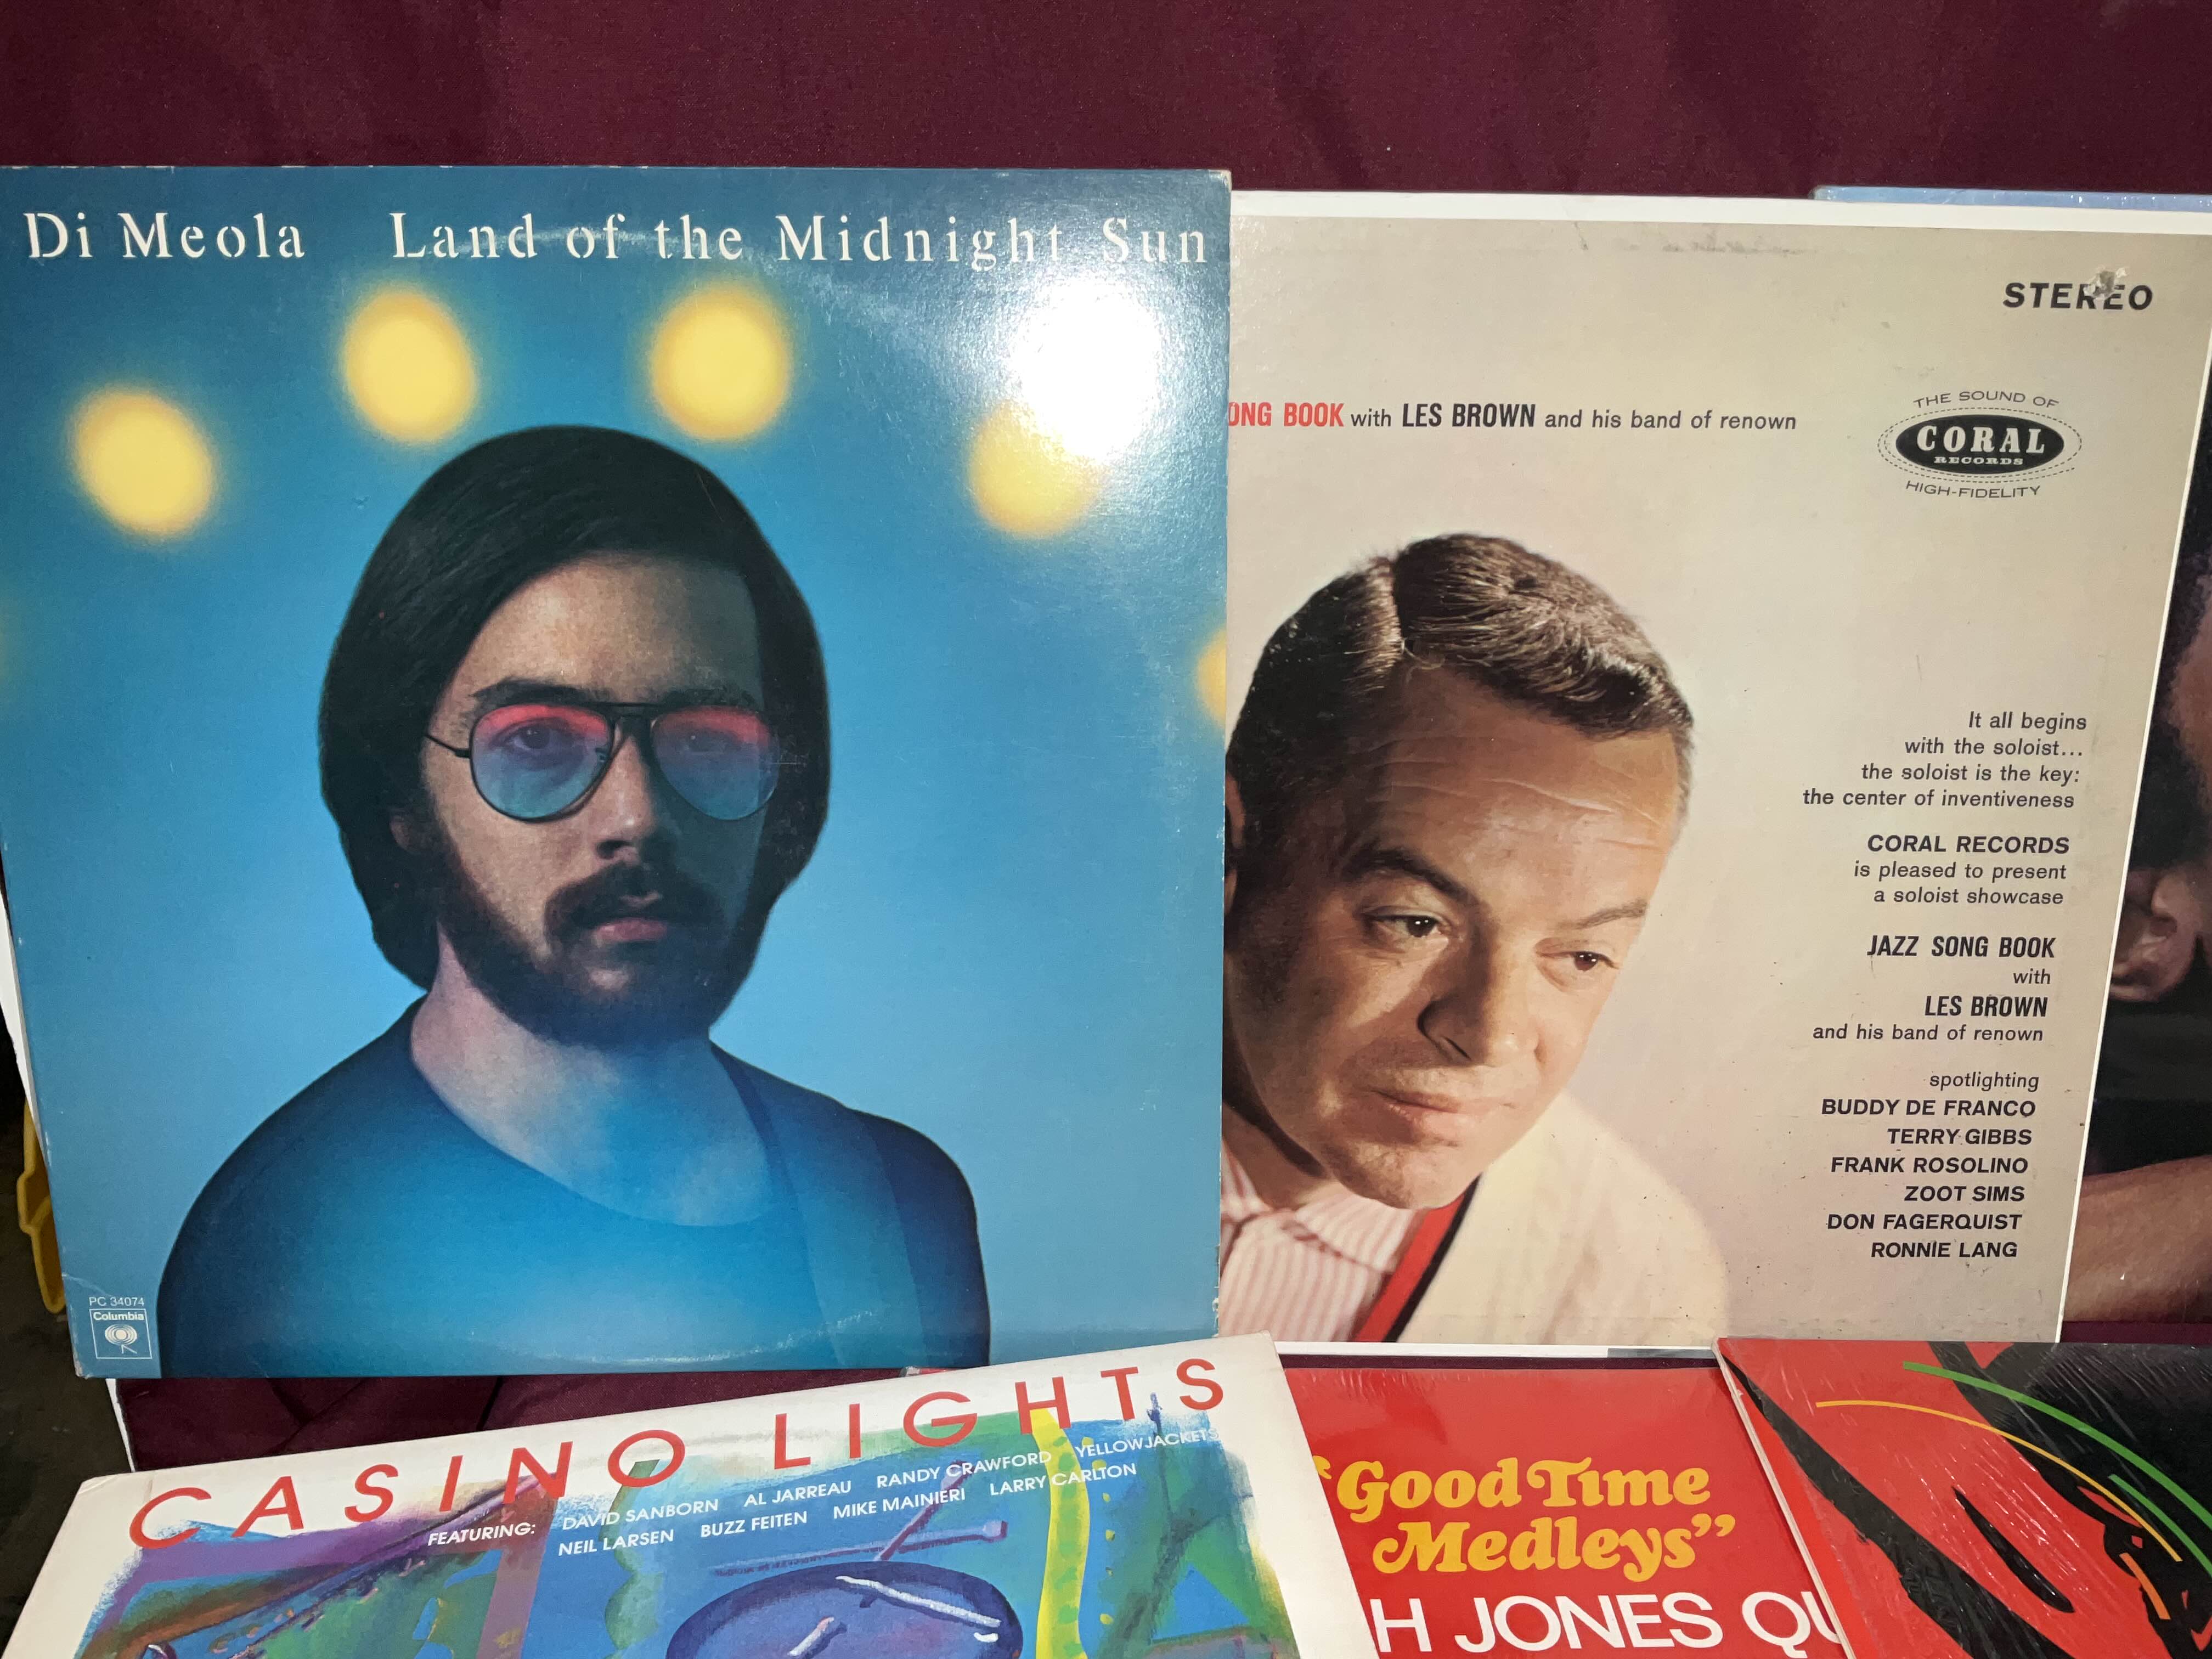 Di Meola Land of the Midnight Sun
PC 34074
Columbia
STEREO
ONG BOOK with LES BROWN and his band of renown
THE SOUND OF
CORAL
RECORDS
HIGH-FIDELITY
It all begins
with the soloist...
the soloist is the key:
the center of inventiveness
CORAL RECORDS
is pleased to present
a soloist showcase
JAZZ SONG BOOK
with
LES BROWN
and his band of renown
spotlighting
BUDDY DE FRANCO
TERRY GIBBS
FRANK ROSOLINO
ZOOT SIMS
DON FAGERQUIST
RONNIE LANG
CASINO LIGHTS
FEATURING: DAVID SANBORN AL JARREAU RANDY CRAWFORD YELLOWJACKETS
NEIL LARSEN BUZZ FEITEN MIKE MAINIERI LARRY CARLTON
"Good Time
Medleys"
H JONES QU